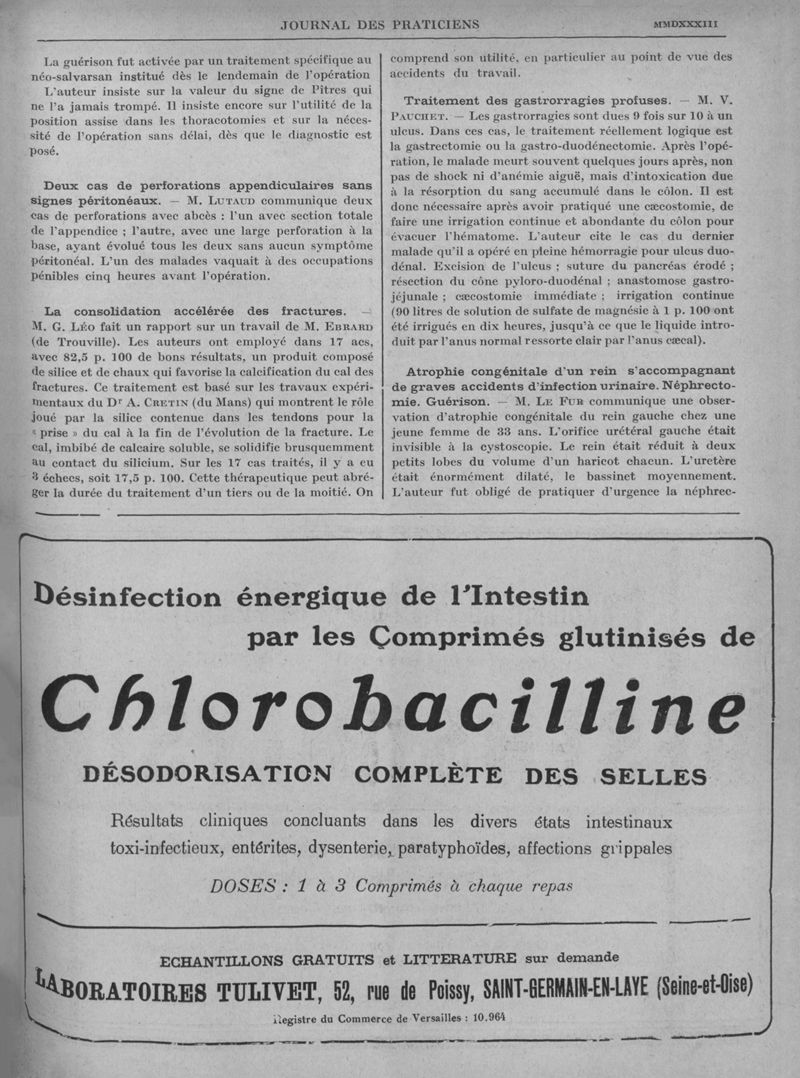 JOURNAL DES PRATICIENS
MMDXXXIII
La guérison fut activée par un traitement spécifique au
néo-salvarsan institué dès le lendemain de l'opération
L'auteur insiste sur la valeur du signe de Pitres qui
ne l'a jamais trompé. Il insiste encore sur l'utilité de la
position assise dans les thoracotomies et sur la néces-
sité de l'opération sans délai, dès que le diagnostic est
posé.
Deux cas de perforations appendiculaires sans
signes péritonéaux. — M. LUTAUD communique deux
cas de perforations avec abcès : l'un avec section totale
de l'appendice ; l'autre, avec une large perforation à la
base, ayant évolué tous les deux sans aucun symptôme
péritonéal. L'un des malades vaquait à des occupations
pénibles cinq heures avant l'opération.
La consolidation accélérée des fractures. —
M. G. LÉO fait un rapport sur un travail de M. EBRARD
(de Trouville). Les auteurs ont employé dans 17 acs,
avec 82,5 p. 100 de bons résultats, un produit composé
de silice et de chaux qui favorise la calcification du cal des
fractures. Ce traitement est basé sur les travaux expéri-
mentaux du Dr A. CRETIN (du Mans) qui montrent le rôle
joué par la silice contenue dans les tendons pour la
« prise » du cal à la fin de l'évolution de la fracture. Le
cal, imbibé de calcaire soluble, se solidifie brusquemment
au contact du silicium. Sur les 17 cas traités, il y a eu
3 échecs, soit 17,5 p. 100. Cette thérapeutique peut abré-
ger la durée du traitement d'un tiers ou de la moitié. On
comprend son utilité, en particulier au point de vue des
accidents du travail.
Traitement des gastrorragies profuses. — M. V.
PAUCHET. — Les gastrorragies sont dues 9 fois sur 10 à un
ulcus. Dans ces cas, le traitement réellement logique est
la gastrectomie ou la gastro-duodénectomie. Après l'opé-
ration, le malade meurt souvent quelques jours après, non
pas de shock ni d'anémie aiguë, mais d'intoxication due
à la résorption du sang accumulé dans le côlon. Il est
donc nécessaire après avoir pratiqué une cæcostomie, de
faire une irrigation continue et abondante du côlon pour
évacuer l'hématome. L'auteur cite le cas du dernier
malade qu'il a opéré en pleine hémorragie pour ulcus duo-
dénal. Excision de l'ulcus ; suture du pancréas érodé ;
résection du cône pyloro-duodénal ; anastomose gastro-
jéjunale ; cæcostomie immédiate ; irrigation continue
(90 litres de solution de sulfate de magnésie à 1 p. 100 ont
été irrigués en dix heures, jusqu'à ce que le liquide intro-
duit par l'anus normal ressorte clair par l'anus cæcal).
Atrophie congénitale d'un rein s'accompagnant
de graves accidents d'infection urinaire. Néphrecto-
mie. Guérison. — M. LE FUR communique une obser-
vation d'atrophie congénitale du rein gauche chez une
jeune femme de 33 ans. L'orifice urétéral gauche était
invisible à la cystoscopie. Le rein était réduit à deux
petits lobes du volume d'un haricot chacun. L'uretère
était énormément dilaté, le bassinet moyennement.
L'auteur fut obligé de pratiquer d'urgence la néphrec-
Désinfection énergique de l'Intestin
par les Comprimés glutinisés de
Chlorobacilline
DÉSODORISATION COMPLÈTE DES SELLES
Résultats cliniques concluants dans les divers états intestinaux
toxi-infectieux, entérites, dysenterie, paratyphoïdes, affections grippales
DOSES : 1 à 3 Comprimés à chaque repas
ECHANTILLONS GRATUITS et LITTERATURE sur demande
LABORATOIRES TULIVET, 52, rue de Poissy, SAINT-GERMAIN-EN-LAYE (Seine-et-Oise)
Registre du Commerce de Versailles : 10.964